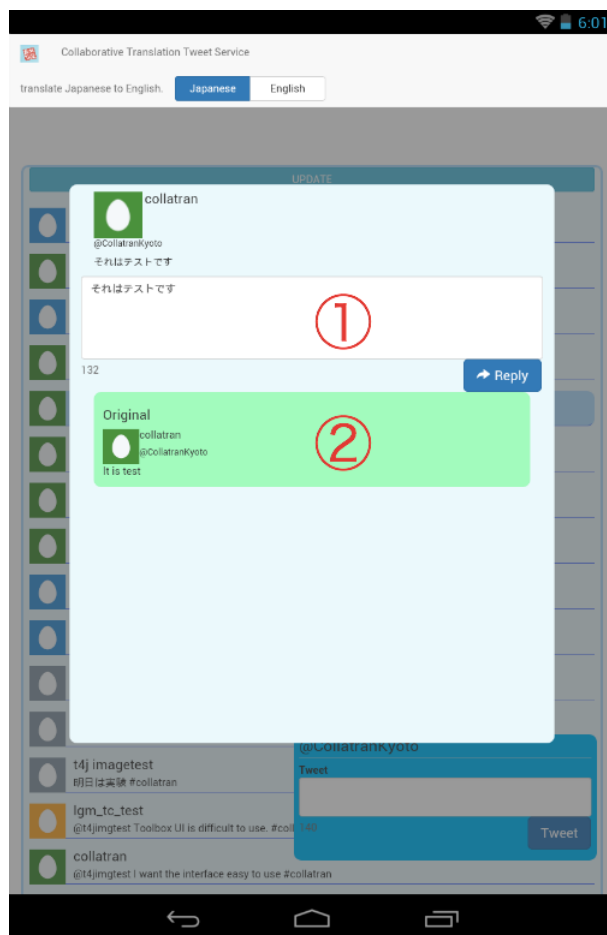 6:01
Collaborative Translation Tweet Service
translate Japanese to English. Japanese English
UPDATE
collatran
@CollatranKyoto
それはテストです
それはテストです
①
132
Reply
Original
collatran
@CollatranKyoto
It is test
②
@CollatranKyoto
t4j imagetest
明日は実験 #collatran
Tweet
lgm_tc_test
@t4jimgtest Toolbox UI is difficult to use. #coll
140
Tweet
collatran
@t4jimgtest I want the interface easy to use #collatran